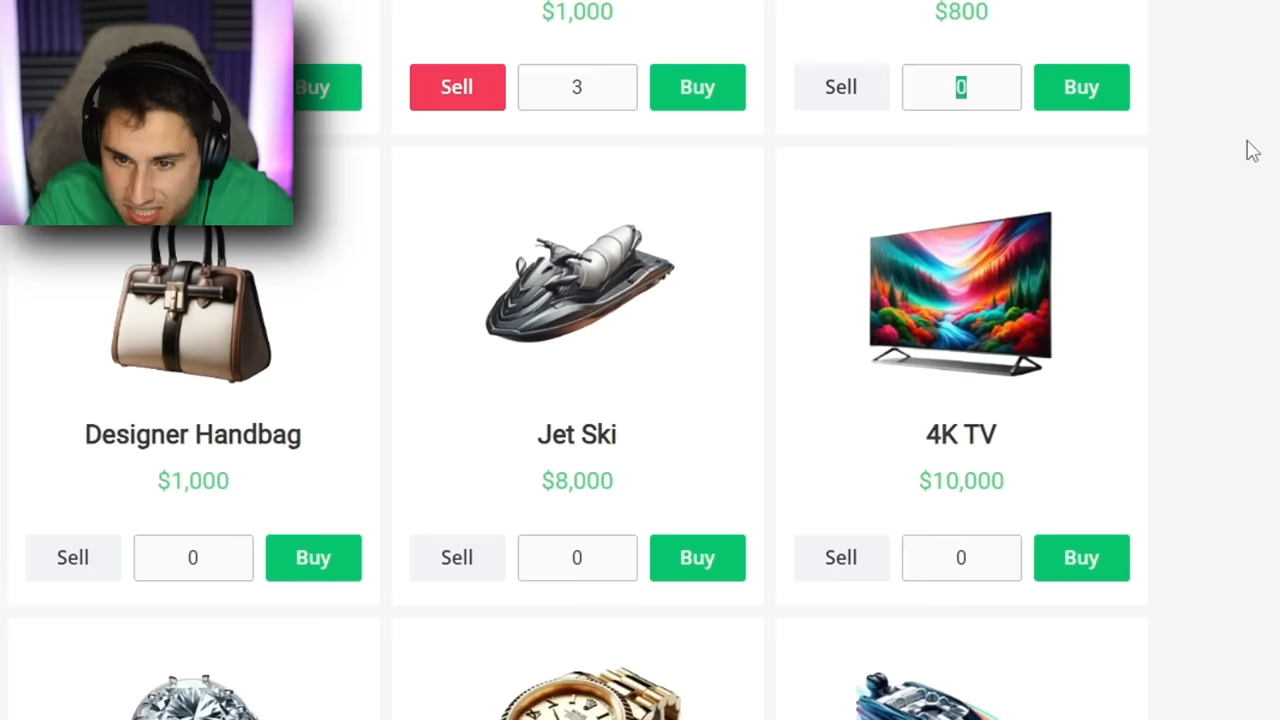 $1,000
$800
Buy
Sell
3
Buy
Sell
0
Buy
Designer Handbag
Jet Ski
4K TV
$1,000
$8,000
$10,000
Sell
0
Buy
Sell
0
Buy
Sell
0
Buy